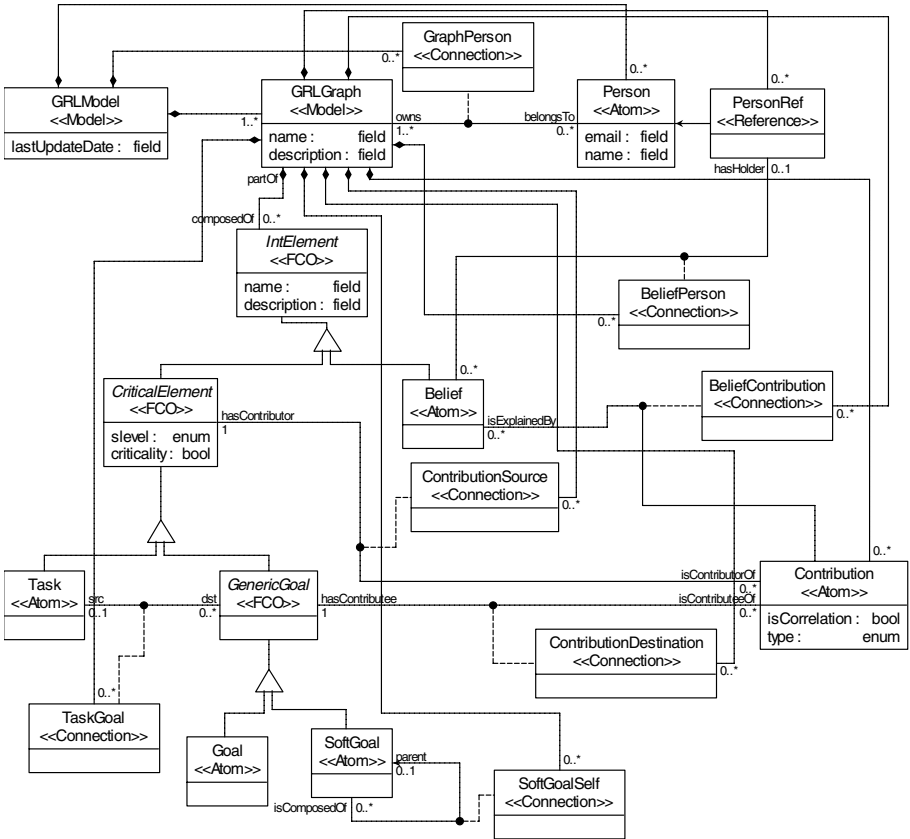 GraphPerson
<<Connection>>
0..*
0..*
0..*
GRLModel
<<Model>>
lastUpdateDate : field
1..*
GRLGraph
<<Model>>
name : field
description : field
owns
1..*
belongsTo
0..*
Person
<<Atom>>
email : field
name : field
PersonRef
<<Reference>>
hasHolder
0..1
partOf
composedOf
0..*
IntElement
<<FCO>>
name : field
description : field
BeliefPerson
<<Connection>>
0..*
0..*
CriticalElement
<<FCO>>
slevel : enum
criticality : bool
hasContributor
1
Belief
<<Atom>>
isExplainedBy
0..*
BeliefContribution
<<Connection>>
0..*
ContributionSource
<<Connection>>
0..*
0..*
Task
<<Atom>>
src
0..1
dst
0..*
GenericGoal
<<FCO>>
hasContributee
1
isContributorOf
0..*
isContributeeOf
0..*
Contribution
<<Atom>>
isCorrelation : bool
type : enum
ContributionDestination
<<Connection>>
0..*
0..*
TaskGoal
<<Connection>>
Goal
<<Atom>>
SoftGoal
<<Atom>>
parent
0..1
isComposedOf
0..*
0..*
SoftGoalSelf
<<Connection>>